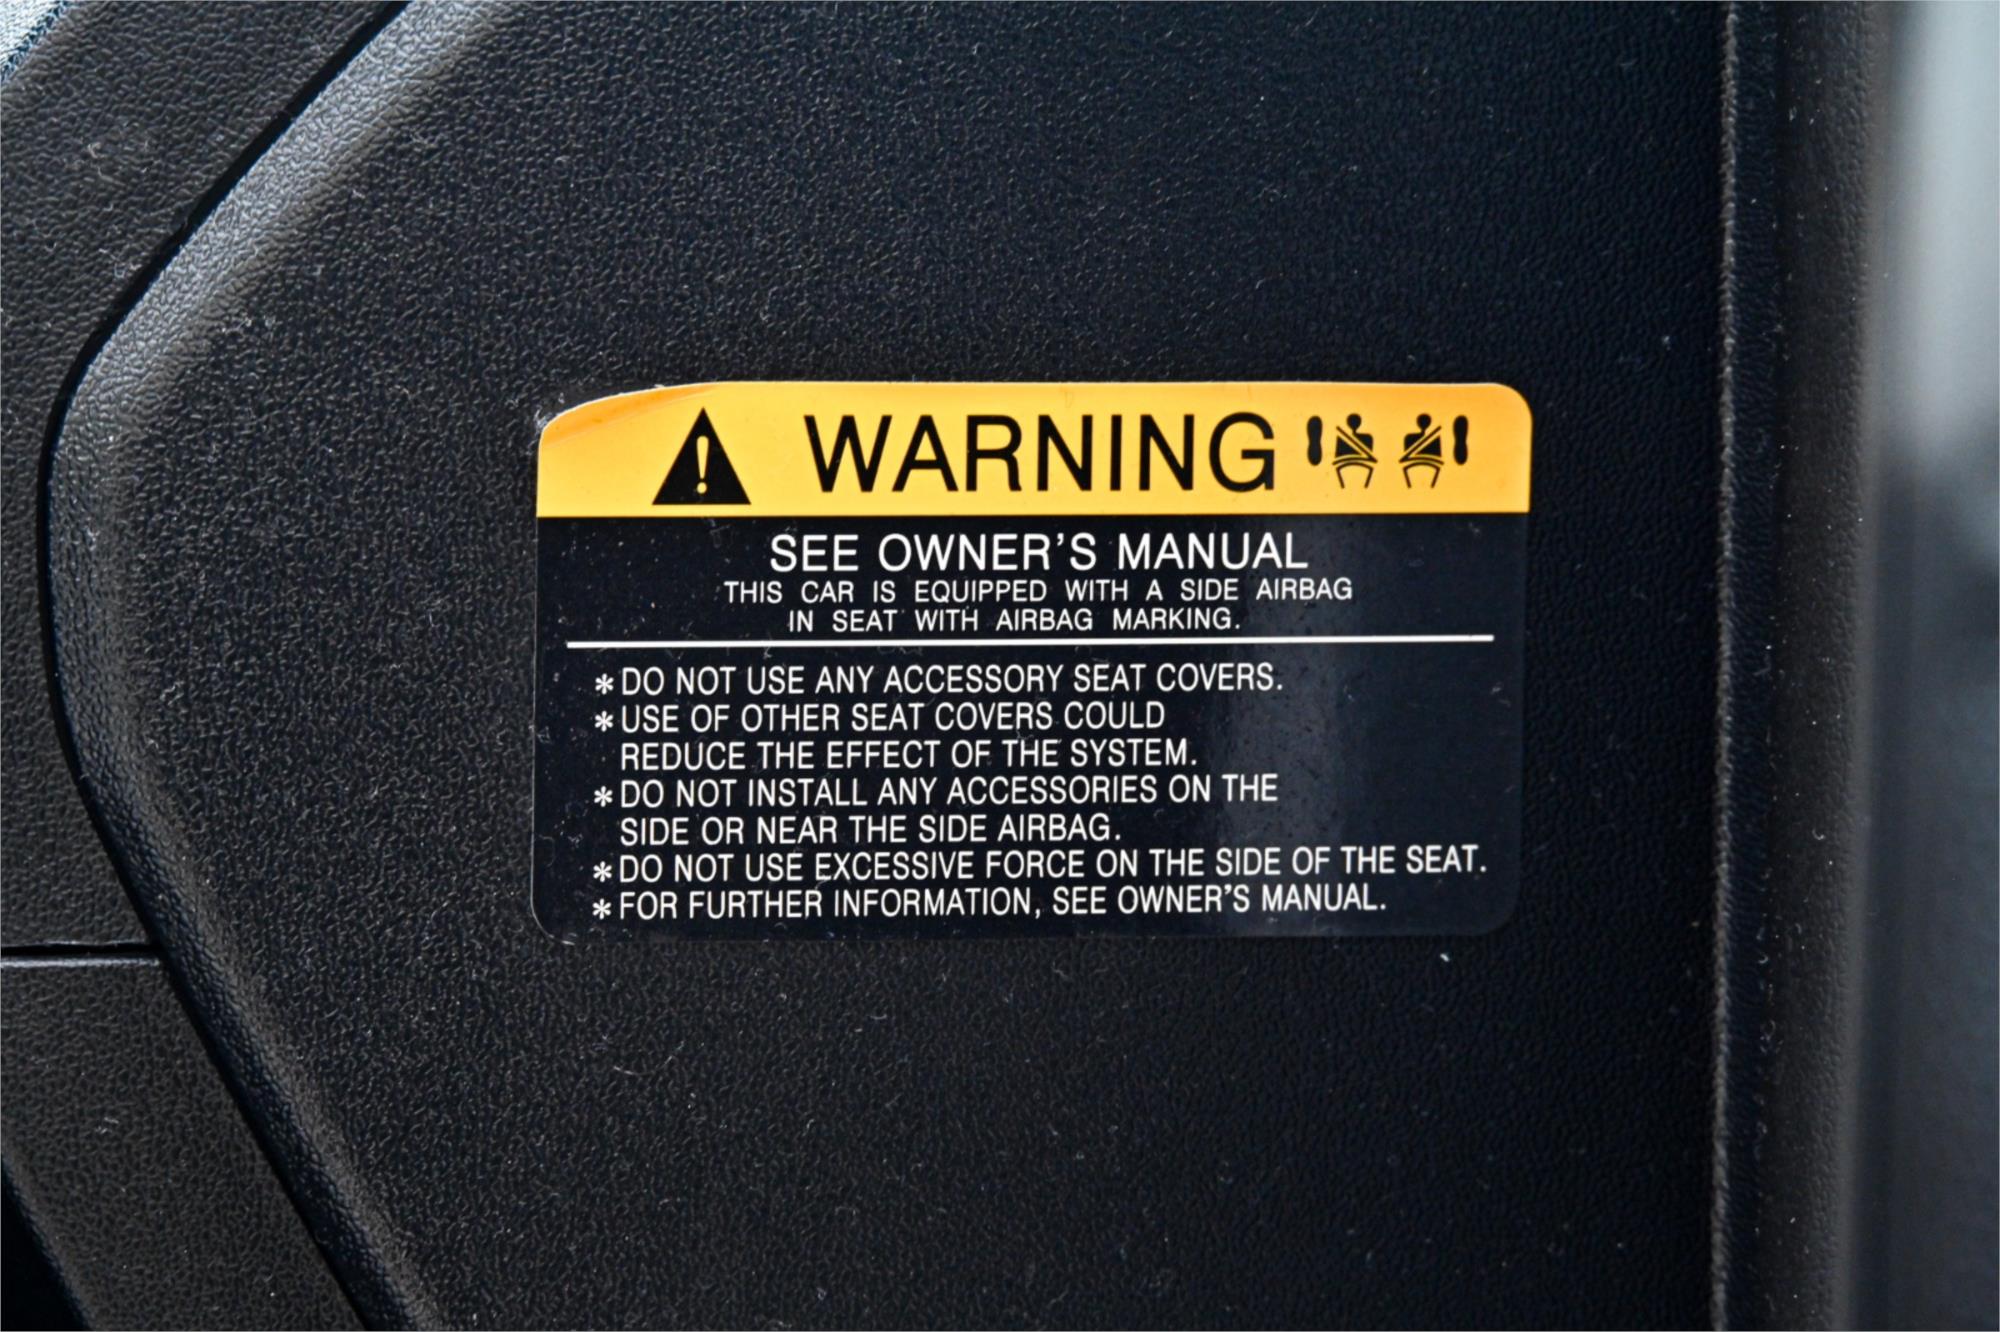 WARNING
SEE OWNER'S MANUAL
THIS CAR IS EQUIPPED WITH A SIDE AIRBAG
IN SEAT WITH AIRBAG MARKING.
* DO NOT USE ANY ACCESSORY SEAT COVERS.
* USE OF OTHER SEAT COVERS COULD
REDUCE THE EFFECT OF THE SYSTEM.
* DO NOT INSTALL ANY ACCESSORIES ON THE
SIDE OR NEAR THE SIDE AIRBAG.
* DO NOT USE EXCESSIVE FORCE ON THE SIDE OF THE SEAT.
* FOR FURTHER INFORMATION, SEE OWNER'S MANUAL.